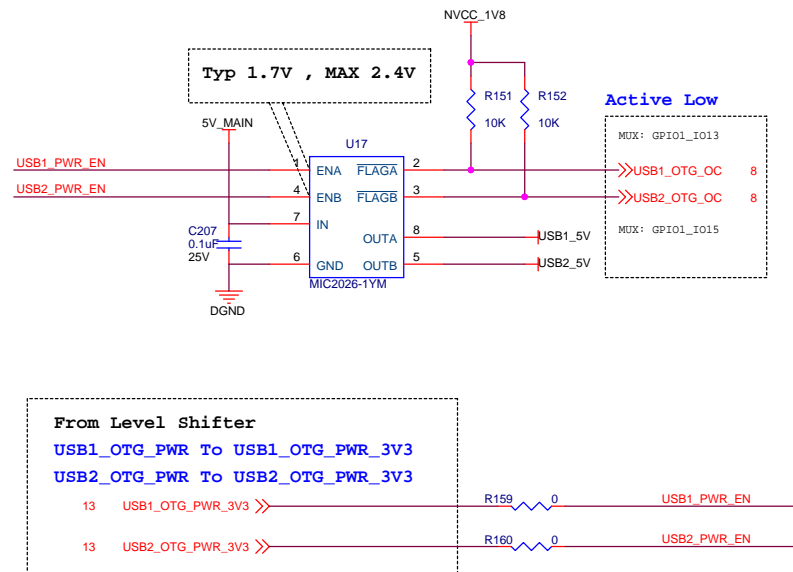 NVCC_1V8
Typ 1.7V , MAX 2.4V
R151
R152
10K
10K
Active Low
5V_MAIN
U17
MUX: GPIO1_IO13
USB1_PWR_EN
1
ENA
FLAGA
2
USB1_OTG_OC
8
USB2_PWR_EN
4
ENB
FLAGB
3
USB2_OTG_OC
8
7
IN
MUX: GPIO1_IO15
C207
0.1uF
25V
OUTA
8
USB1_5V
6
GND
OUTB
5
USB2_5V
MIC2026-1YM
DGND
From Level Shifter
USB1_OTG_PWR To USB1_OTG_PWR_3V3
USB2_OTG_PWR To USB2_OTG_PWR_3V3
13
USB1_OTG_PWR_3V3
R159
0
USB1_PWR_EN
13
USB2_OTG_PWR_3V3
R160
0
USB2_PWR_EN